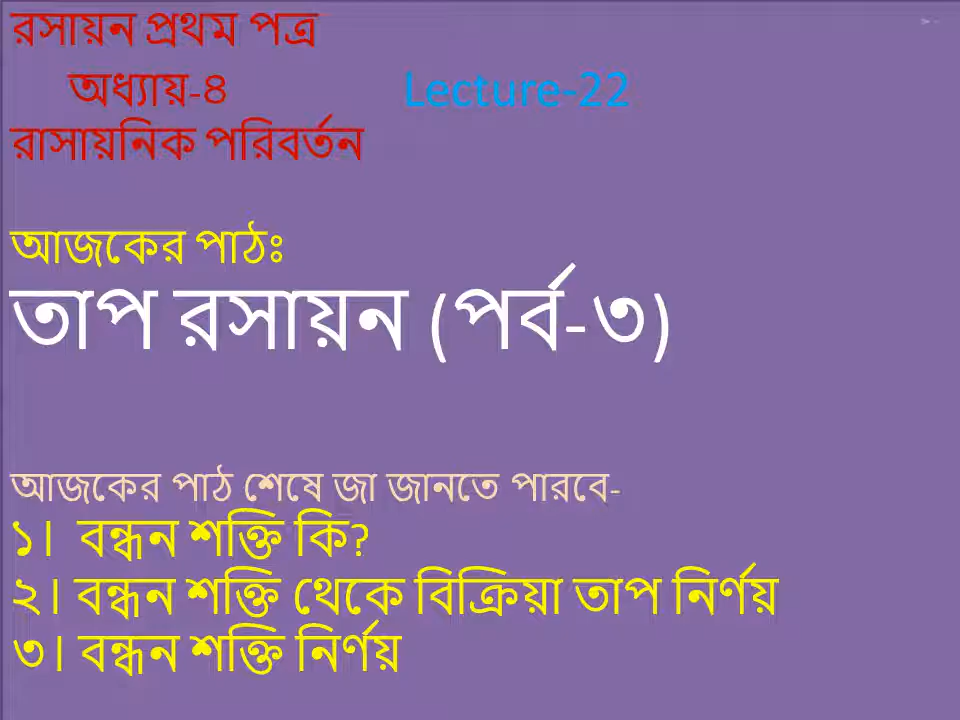 রসায়ন প্রথম পত্র
অধ্যায়-৪ Lecture-22
রাসায়নিক পরিবর্তন
আজকের পাঠঃ
তাপ রসায়ন (পর্ব-৩)
আজকের পাঠ শেষে জা জানতে পারবে-
১। বন্ধন শক্তি কি?
২। বন্ধন শক্তি থেকে বিক্রিয়া তাপ নির্ণয়
৩। বন্ধন শক্তি নির্ণয়